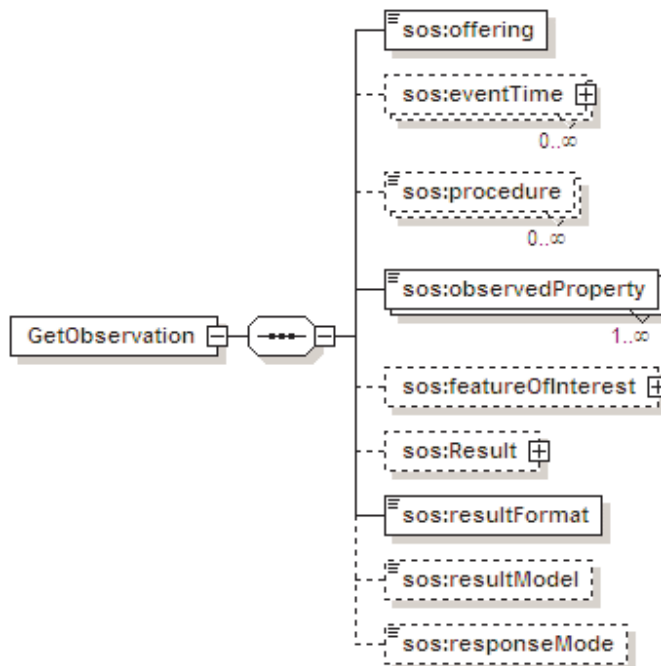 sos:offering
sos:eventTime
0..∞
sos:procedure
0..∞
sos:observedProperty
1..∞
GetObservation
sos:featureOfInterest
sos:Result
sos:resultFormat
sos:resultModel
sos:responseMode